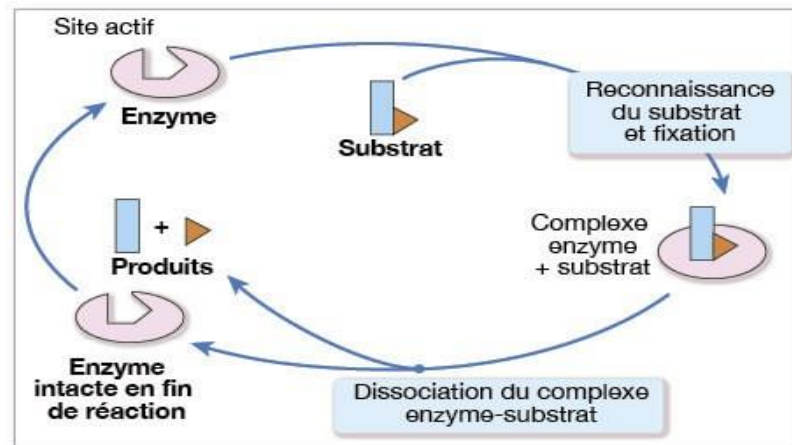 Site actif
Enzyme
Substrat
Reconnaissance
du substrat
et fixation
Complexe
enzyme
+ substrat
+
Produits
Enzyme
intacte en fin
de réaction
Dissociation du complexe
enzyme-substrat